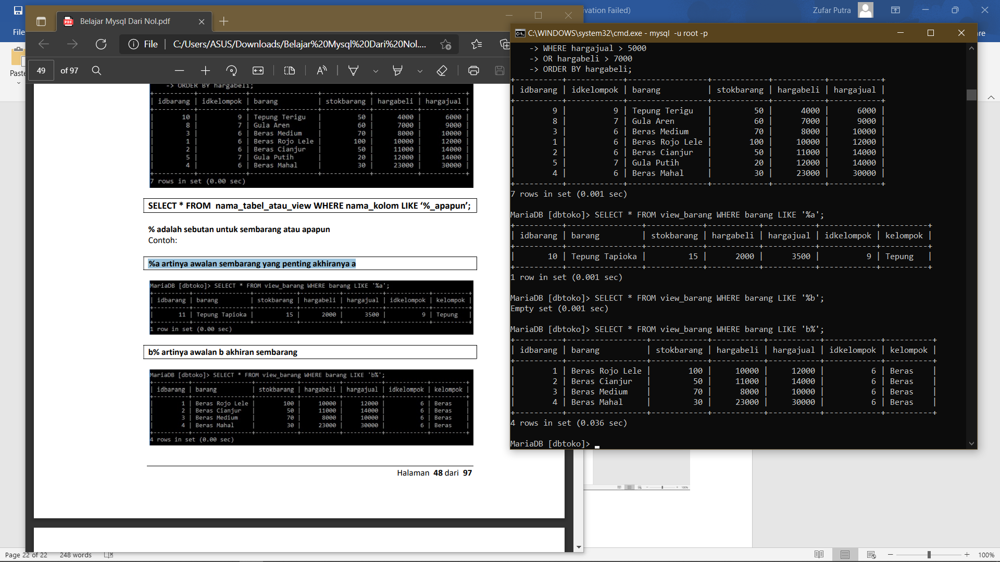 File
Paste
ivation Failed)
Zufar Putra
re
Belajar Mysql Dari Nol.pdf
File
C:/Users/ASUS/Downloads/Belajar%20Mysql%20Dari%20Nol....
49 of 97
-> ORDER BY hargabeli;
| idbarang | idkelompok | barang | stokbarang | hargabeli | hargajual |
| 10 | 9 | Tepung Terigu | 50 | 4000 | 6000 |
| 8 | 7 | Gula Aren | 60 | 7000 | 9000 |
| 3 | 6 | Beras Medium | 70 | 8000 | 10000 |
| 1 | 6 | Beras Rojo Lele | 100 | 10000 | 12000 |
| 2 | 6 | Beras Cianjur | 50 | 11000 | 14000 |
| 5 | 7 | Gula Putih | 20 | 12000 | 14000 |
| 4 | 6 | Beras Mahal | 30 | 23000 | 30000 |
7 rows in set (0.00 sec)
SELECT * FROM nama_tabel_atau_view WHERE nama_kolom LIKE ‘%_apapun’;
% adalah sebutan untuk sembarang atau apapun
Contoh:
%a artinya awalan sembarang yang penting akhiranya a
MariaDB [dbtoko]> SELECT * FROM view_barang WHERE barang LIKE '%a';
| idbarang | barang | stokbarang | hargabeli | hargajual | idkelompok | kelompok |
| 11 | Tepung Tapioka | 15 | 2000 | 3500 | 9 | Tepung |
1 row in set (0.00 sec)
b% artinya awalan b akhiran sembarang
MariaDB [dbtoko]> SELECT * FROM view_barang WHERE barang LIKE 'b%';
| idbarang | barang | stokbarang | hargabeli | hargajual | idkelompok | kelompok |
| 1 | Beras Rojo Lele | 100 | 10000 | 12000 | 6 | Beras |
| 2 | Beras Cianjur | 50 | 11000 | 14000 | 6 | Beras |
| 3 | Beras Medium | 70 | 8000 | 10000 | 6 | Beras |
| 4 | Beras Mahal | 30 | 23000 | 30000 | 6 | Beras |
4 rows in set (0.00 sec)
Halaman 48 dari 97
C:\WINDOWS\system32\cmd.exe - mysql -u root -p
-> WHERE hargajual > 5000
-> OR hargabeli > 7000
-> ORDER BY hargabeli;
| idbarang | idkelompok | barang | stokbarang | hargabeli | hargajual |
| 9 | 9 | Tepung Terigu | 50 | 4000 | 6000 |
| 8 | 7 | Gula Aren | 60 | 7000 | 9000 |
| 3 | 6 | Beras Medium | 70 | 8000 | 10000 |
| 1 | 6 | Beras Rojo Lele | 100 | 10000 | 12000 |
| 2 | 6 | Beras Cianjur | 50 | 11000 | 14000 |
| 5 | 7 | Gula Putih | 20 | 12000 | 14000 |
| 4 | 6 | Beras Mahal | 30 | 23000 | 30000 |
7 rows in set (0.001 sec)
MariaDB [dbtoko]> SELECT * FROM view_barang WHERE barang LIKE '%a';
| idbarang | barang | stokbarang | hargabeli | hargajual | idkelompok | kelompok |
| 10 | Tepung Tapioka | 15 | 2000 | 3500 | 9 | Tepung |
1 row in set (0.001 sec)
MariaDB [dbtoko]> SELECT * FROM view_barang WHERE barang LIKE '%b';
Empty set (0.001 sec)
MariaDB [dbtoko]> SELECT * FROM view_barang WHERE barang LIKE 'b%';
| idbarang | barang | stokbarang | hargabeli | hargajual | idkelompok | kelompok |
| 1 | Beras Rojo Lele | 100 | 10000 | 12000 | 6 | Beras |
| 2 | Beras Cianjur | 50 | 11000 | 14000 | 6 | Beras |
| 3 | Beras Medium | 70 | 8000 | 10000 | 6 | Beras |
| 4 | Beras Mahal | 30 | 23000 | 30000 | 6 | Beras |
4 rows in set (0.036 sec)
MariaDB [dbtoko]>
100%
Page 22 of 22 248 words
100%